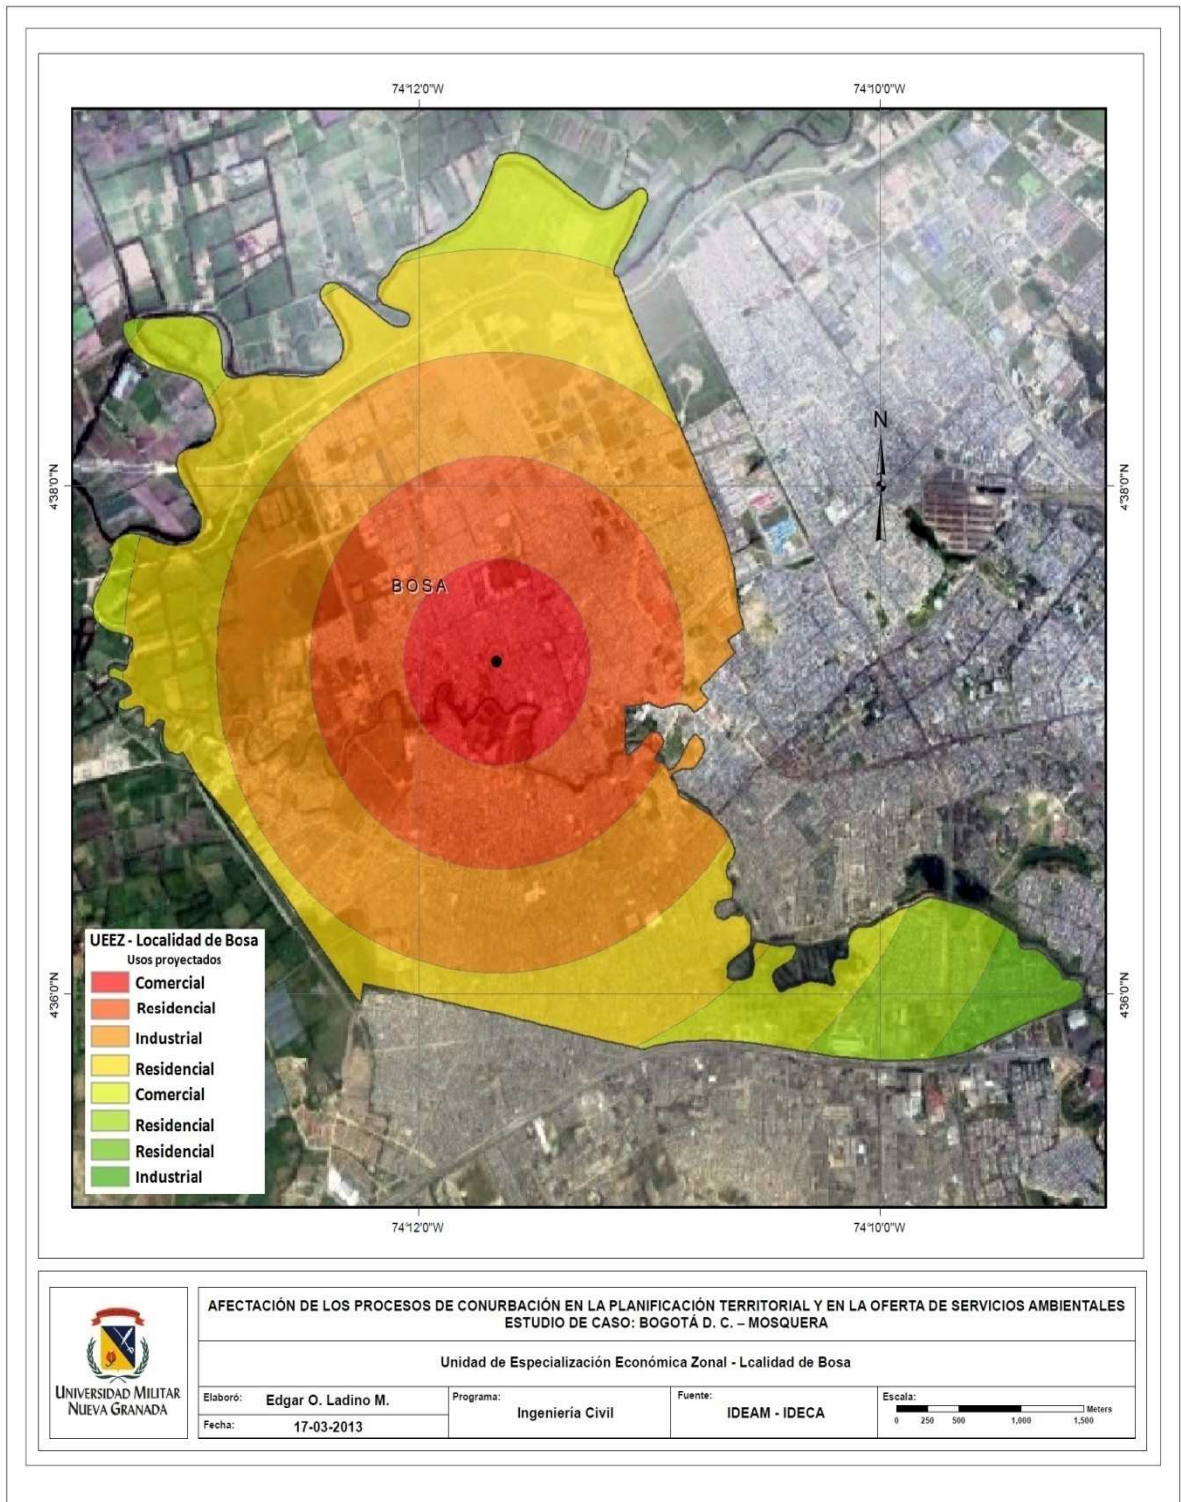 74°12'0"W
74°10'0"W
N
4°38'0"N
4°38'0"N
BOSA
UEEZ - Localidad de Bosa
Usos proyectados
Comercial
Residencial
Industrial
Residencial
Comercial
Residencial
Residencial
Industrial
4°36'0"N
4°36'0"N
74°12'0"W
74°10'0"W
UNIVERSIDAD MILITAR
NUEVA GRANADA
AFECTACIÓN DE LOS PROCESOS DE CONURBACIÓN EN LA PLANIFICACIÓN TERRITORIAL Y EN LA OFERTA DE SERVICIOS AMBIENTALES
ESTUDIO DE CASO: BOGOTÁ D. C. – MOSQUERA
Unidad de Especialización Económica Zonal - Lcalidad de Bosa
Elaboró: Edgar O. Ladino M.
Fecha: 17-03-2013
Programa:
Ingeniería Civil
Fuente:
IDEAM - IDECA
Escala:
Meters
0 250 500 1,000 1,500